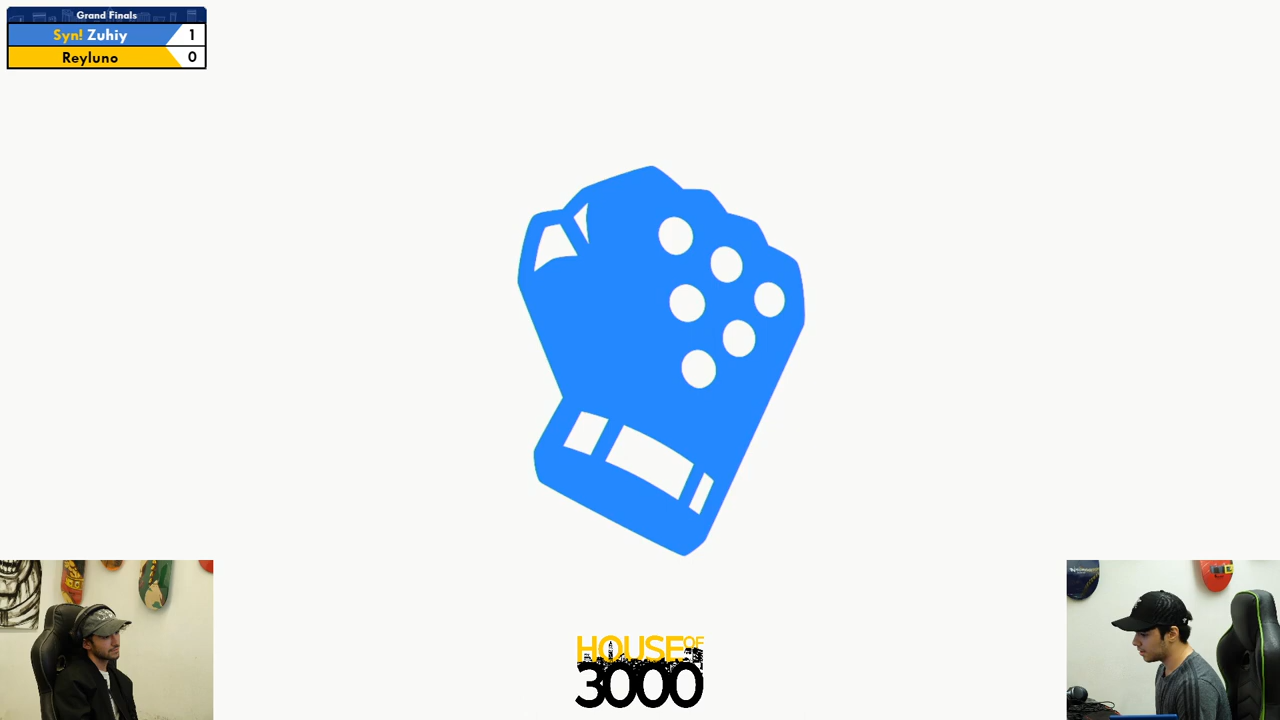 Grand Finals
Syn! Zuhiy 1
Reyluno 0
HOUSE OF
3000